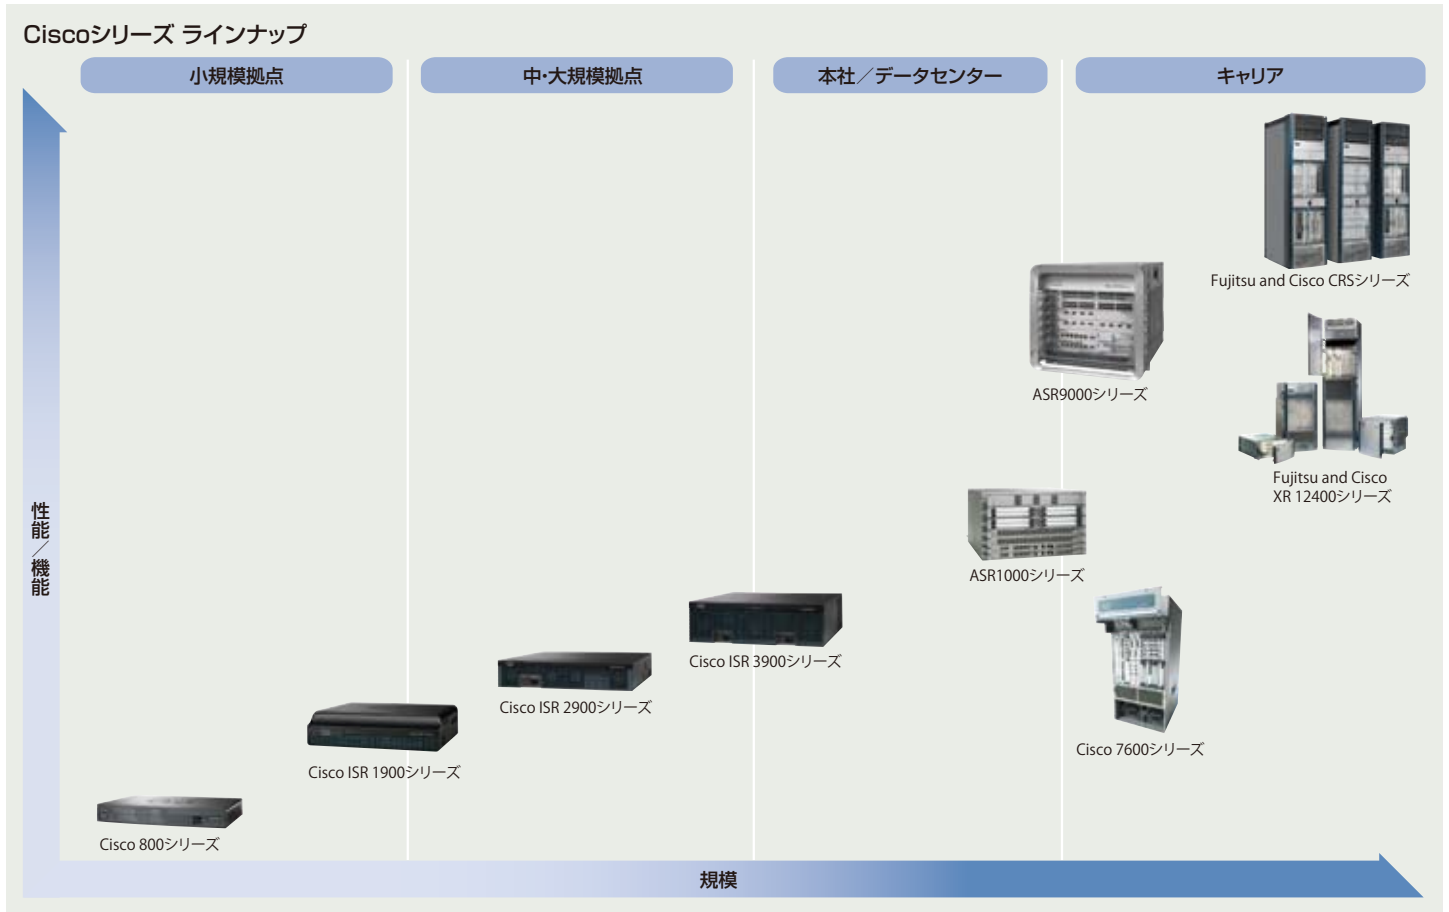 Ciscoシリーズ ラインナップ
小規模拠点
中・大規模拠点
本社／データセンター
キャリア
Fujitsu and Cisco CRSシリーズ
ASR9000シリーズ
Fujitsu and Cisco
XR 12400シリーズ
ASR1000シリーズ
Cisco ISR 3900シリーズ
Cisco ISR 2900シリーズ
Cisco 7600シリーズ
Cisco ISR 1900シリーズ
Cisco 800シリーズ
性能／機能
規模